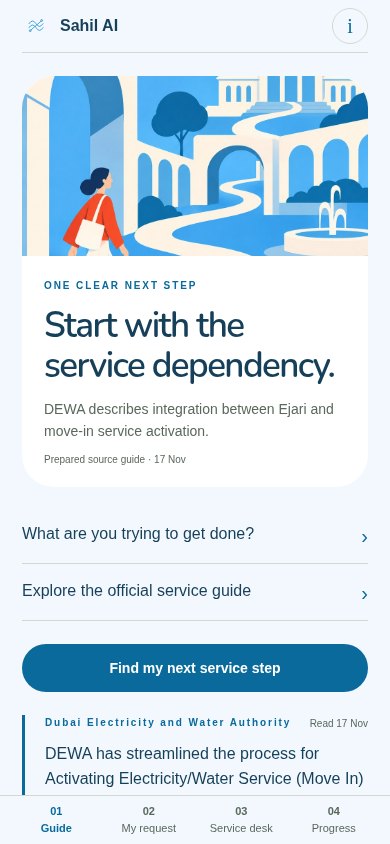 Sahil AI
i
ONE CLEAR NEXT STEP
Start with the
service dependency.
DEWA describes integration between Ejari and
move-in service activation.
Prepared source guide · 17 Nov
What are you trying to get done?
Explore the official service guide
Find my next service step
Dubai Electricity and Water Authority
Read 17 Nov
DEWA has streamlined the process for
Activating Electricity/Water Service (Move In)
01 02 03 04
Guide My request Service desk Progress